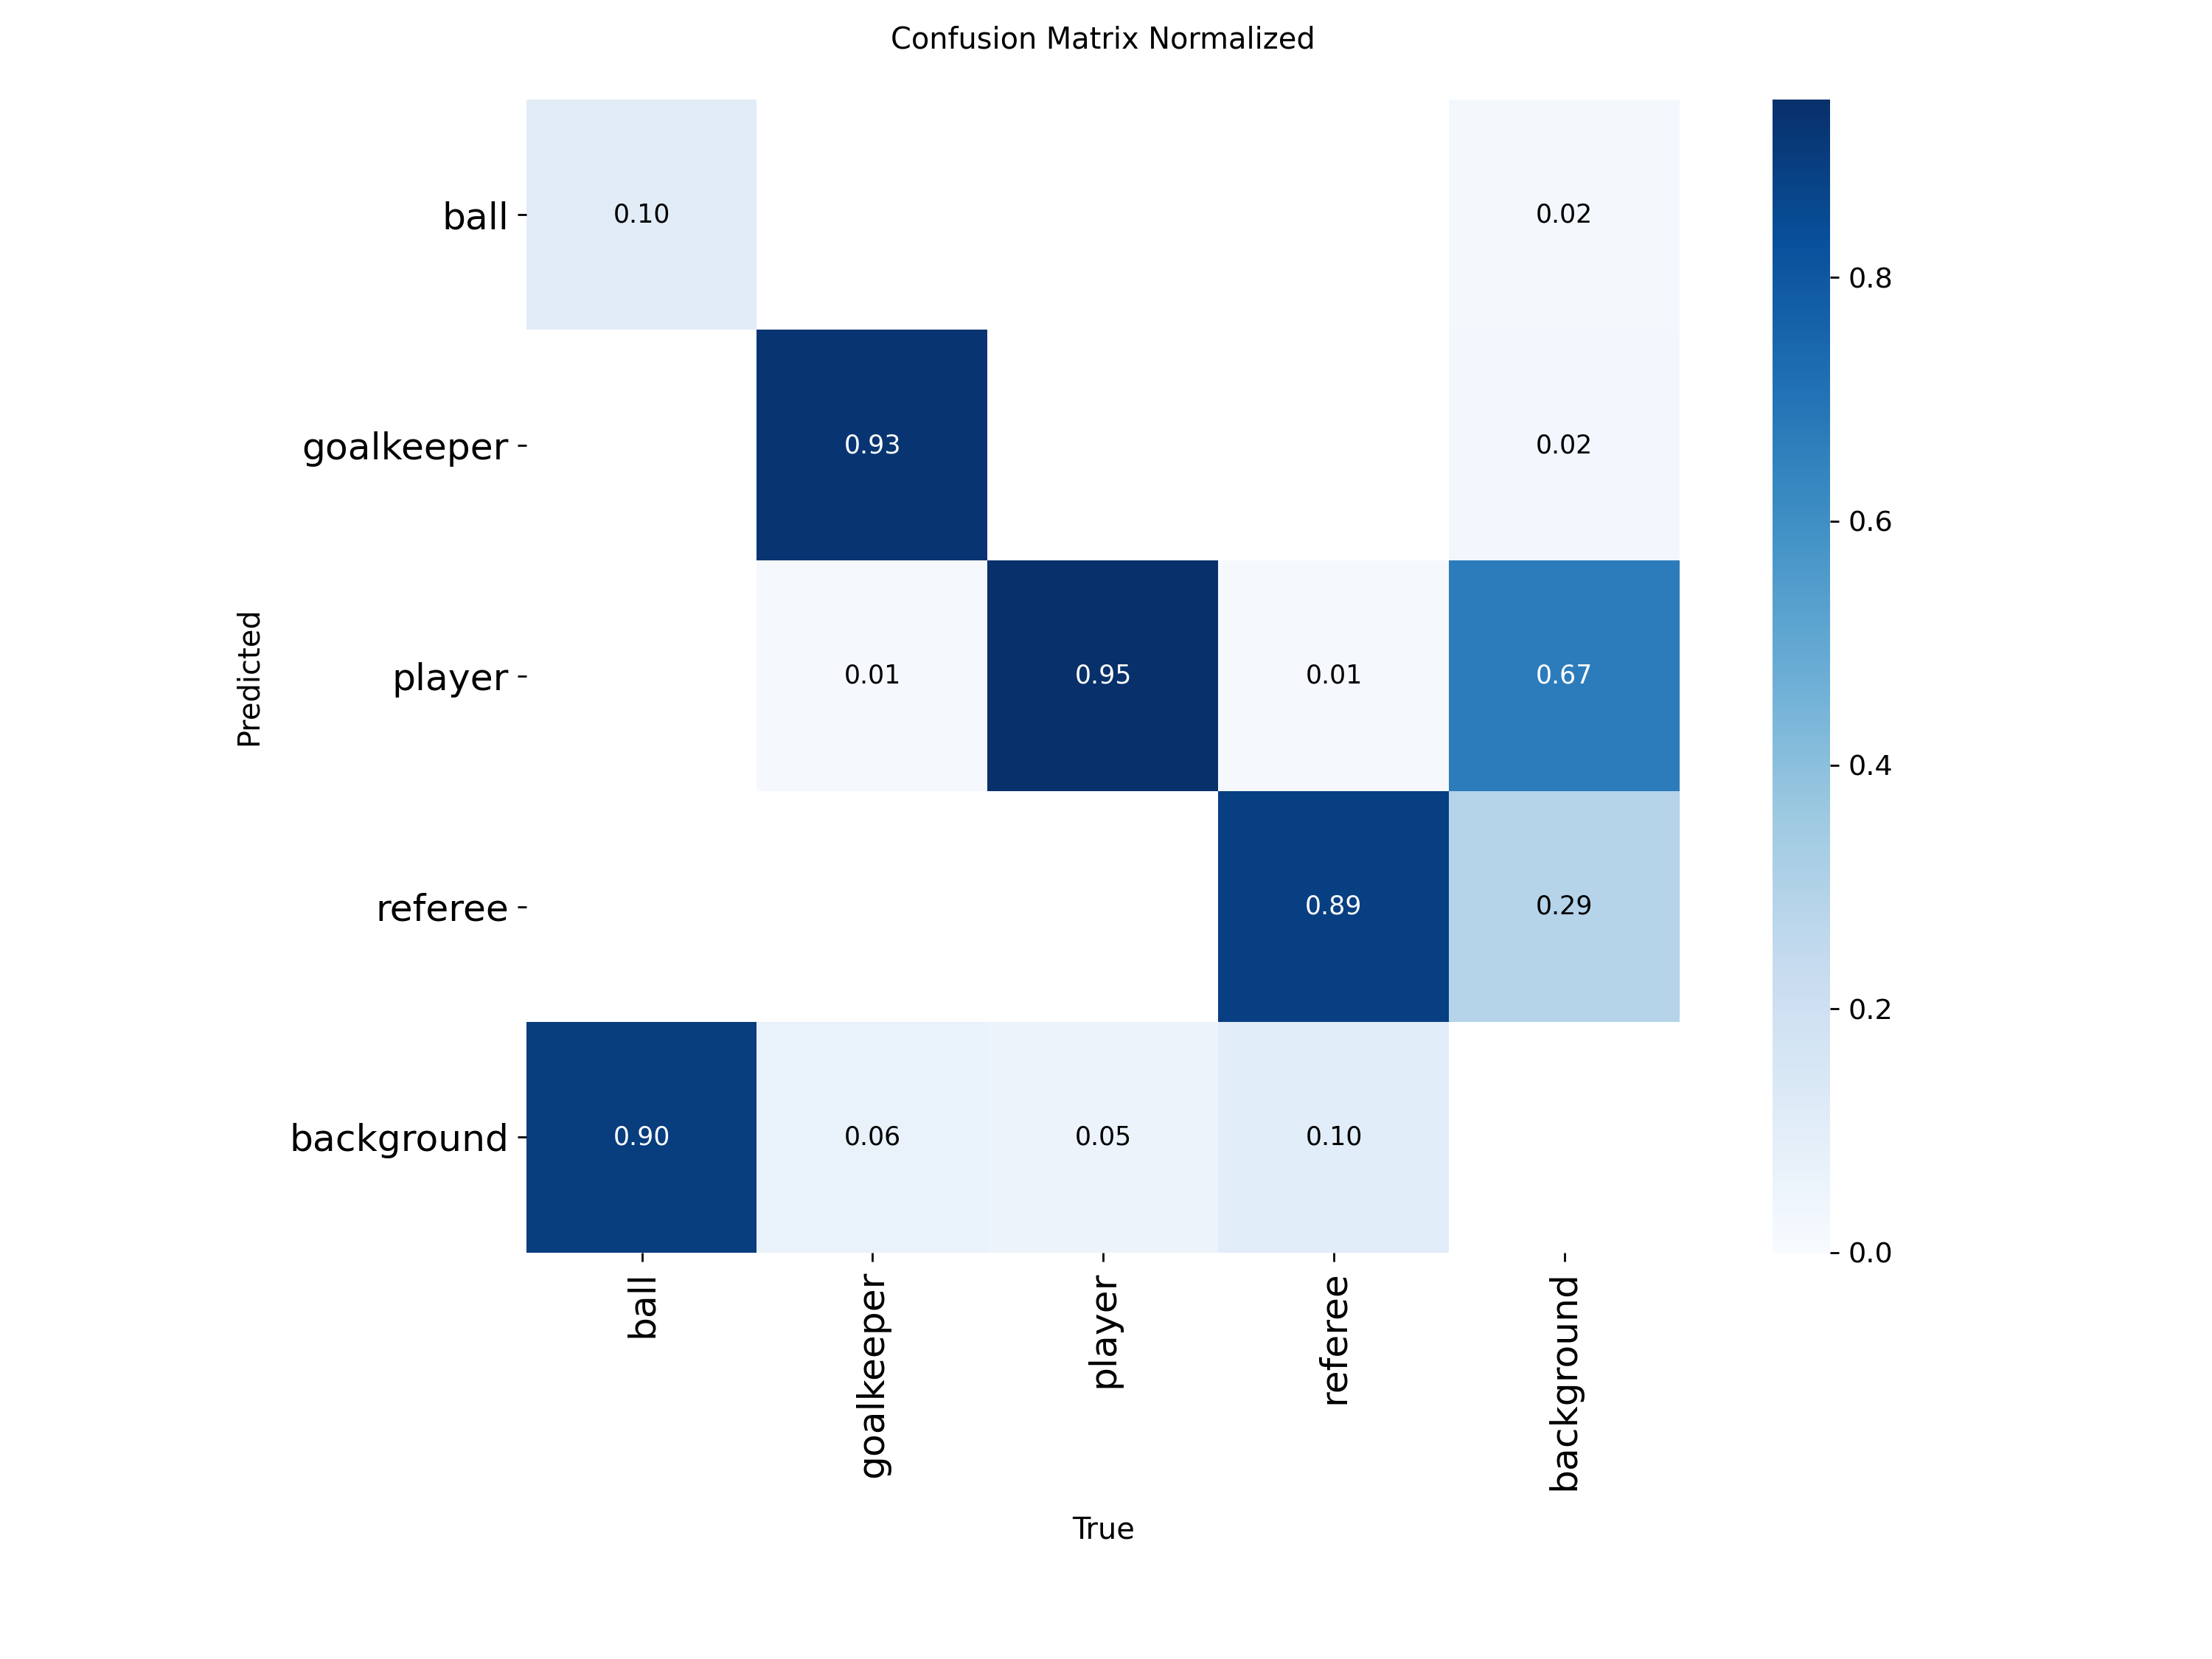 Confusion Matrix Normalized
ball
0.10
0.02
0.8
goalkeeper
0.93
0.02
0.6
Predicted
player
0.01
0.95
0.01
0.67
0.4
referee
0.89
0.29
0.2
background
0.90
0.06
0.05
0.10
0.0
ball
goalkeeper
player
referee
background
True